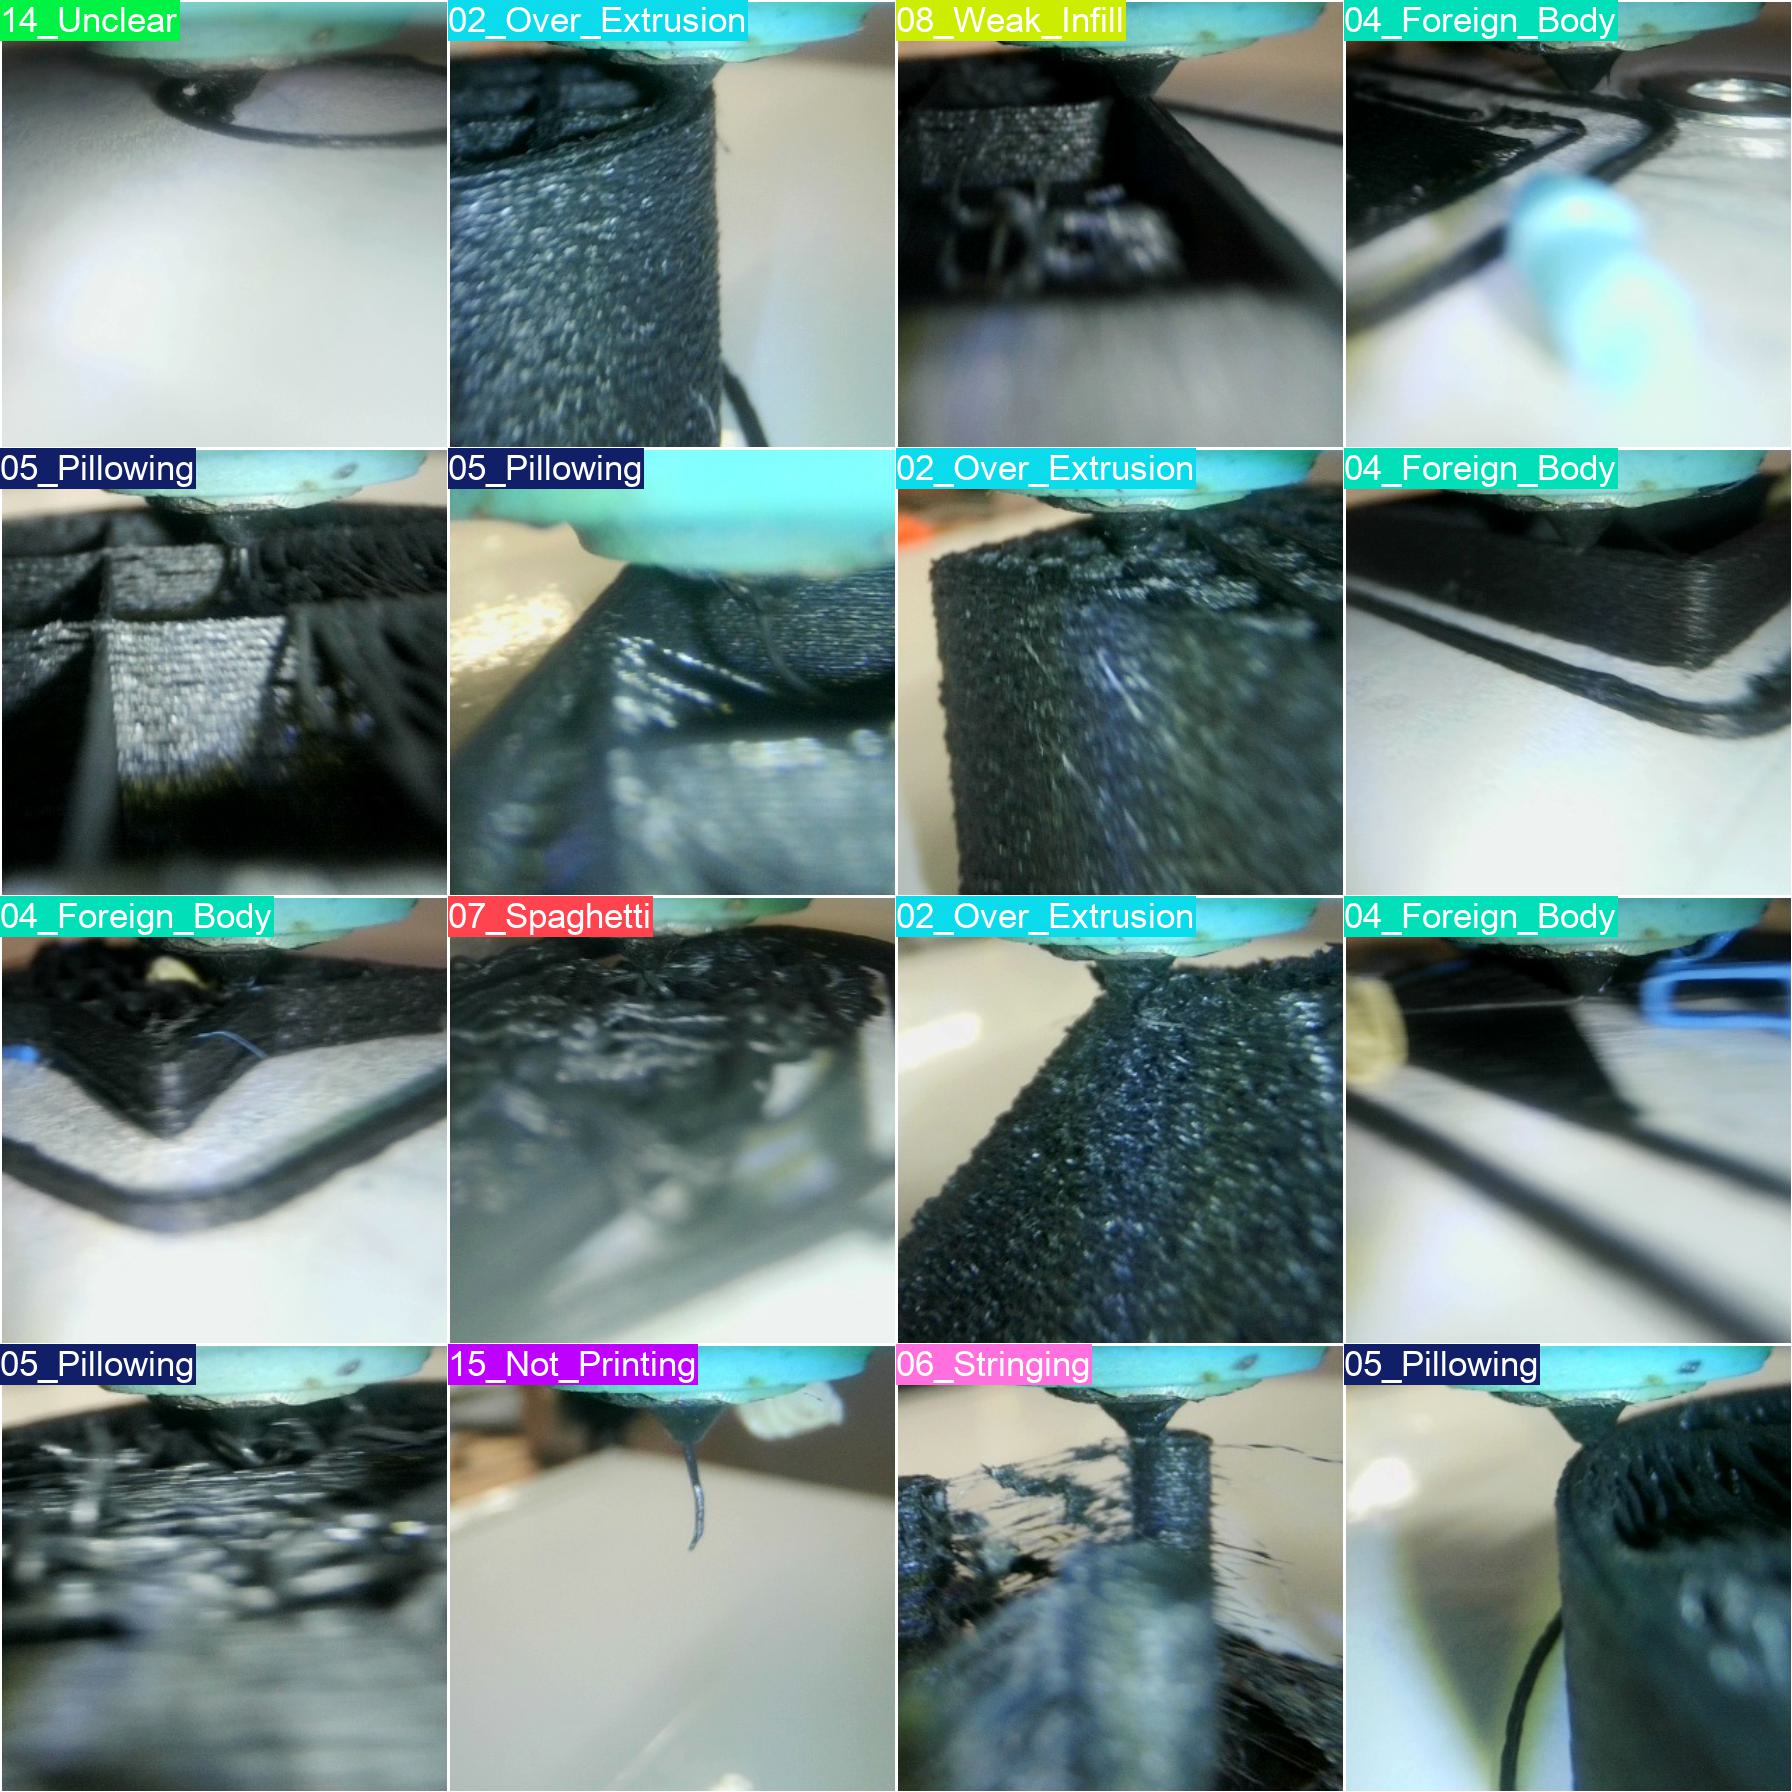 14_Unclear
02_Over_Extrusion
08_Weak_Infill
04_Foreign_Body
05_Pillowing
05_Pillowing
02_Over_Extrusion
04_Foreign_Body
04_Foreign_Body
07_Spaghetti
02_Over_Extrusion
04_Foreign_Body
05_Pillowing
15_Not_Printing
06_Stringing
05_Pillowing